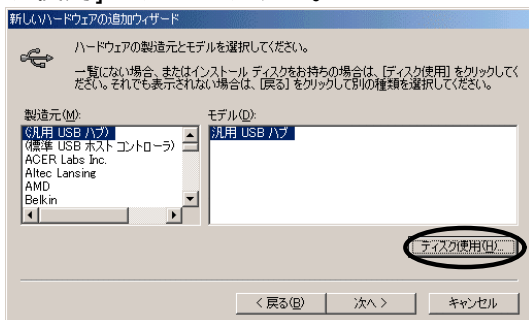 新しいハードウェアの追加ウィザード
ハードウェアの製造元とモデルを選択してください。
一覧にない場合、またはインストール ディスクをお持ちの場合は、[ディスク使用] をクリックしてください。それでも表示されない場合は、[戻る] をクリックして別の種類を選択してください。
製造元(M):
モデル(D):
(汎用 USB ハブ)
(標準 USB ホスト コントローラ)
ACER Labs Inc.
Altec Lansing
AMD
Belkin
汎用 USB ハブ
ディスク使用(H)...
< 戻る(B)
次へ >
キャンセル